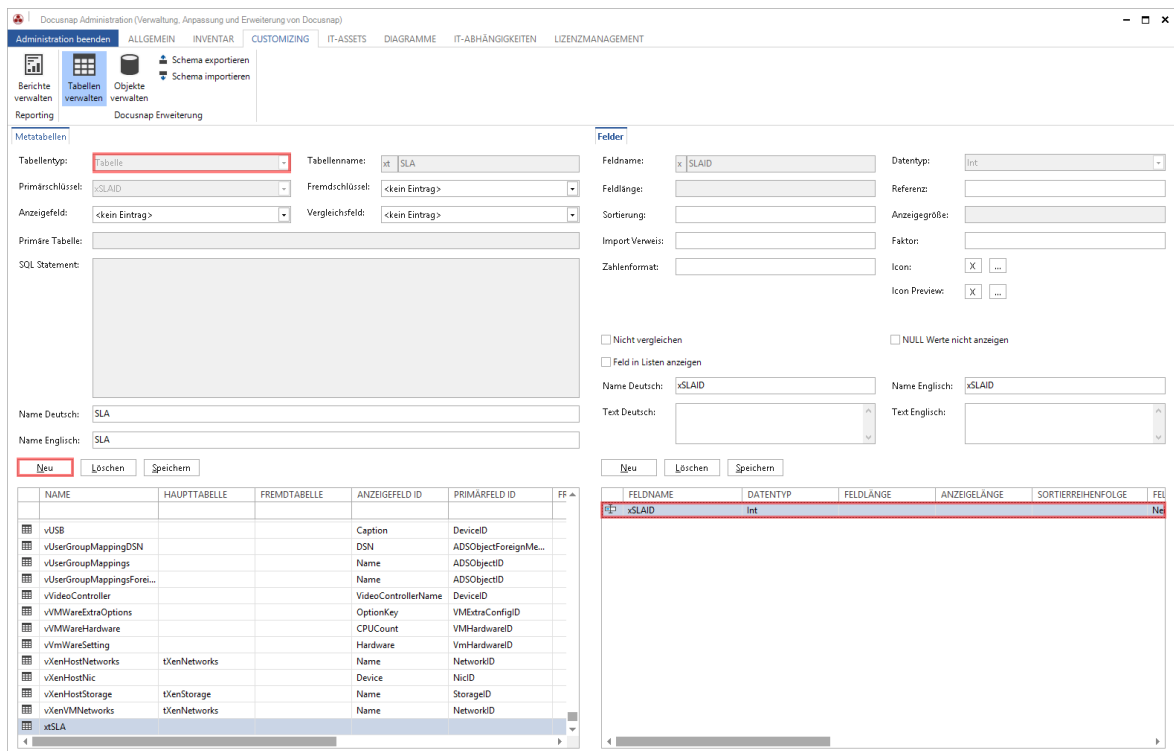 Docusnap Administration (Verwaltung, Anpassung und Erweiterung von Docusnap)
Administration beenden ALLGEMEIN INVENTAR CUSTOMIZING IT-ASSETS DIAGRAMME IT-ABHÄNGIGKEITEN LIZENZMANAGEMENT
Berichte verwalten
Tabellen verwalten
Objekte verwalten
Schema exportieren
Schema importieren
Reporting Docusnap Erweiterung
Metatabellen
Tabellentyp: Tabelle Tabellenname: xt SLA
Primärschlüssel: xSLAID Fremdschlüssel: <kein Eintrag>
Anzeigefeld: <kein Eintrag> Vergleichsfeld: <kein Eintrag>
Primäre Tabelle:
SQL Statement:
Name Deutsch: SLA
Name Englisch: SLA
Neu Löschen Speichern
NAME HAUPTTABELLE FREMDTABELLE ANZEIGEFELD ID PRIMÄRFELD ID
vUSB Caption DeviceID
vUserGroupMappingDSN DSN ADSObjectForeignMe...
vUserGroupMappings Name ADSObjectID
vUserGroupMappingsForei... Name ADSObjectID
vVideoController VideoControllerName DeviceID
vVMWareExtraOptions OptionKey VMExtraConfigID
vVMWareHardware CPUCount VMHardwareID
vVmWareSetting Hardware VmHardwareID
vXenHostNetworks tXenNetworks Name NetworkID
vXenHostNic Device NicID
vXenHostStorage tXenStorage Name StorageID
vXenVMNetworks tXenNetworks Name NetworkID
xtSLA
Felder
Feldname: x SLAID Datentyp: Int
Feldlänge: Referenz:
Sortierung: Anzeigegröße:
Import Verweis: Faktor:
Zahlenformat: Icon: X ...
Icon Preview: X ...
Nicht vergleichen NULL Werte nicht anzeigen
Feld in Listen anzeigen
Name Deutsch: xSLAID Name Englisch: xSLAID
Text Deutsch: Text Englisch:
Neu Löschen Speichern
FELDNAME DATENTYP FELDLÄNGE ANZEIGELÄNGE SORTIERREIHENFOLGE FEL
xSLAID Int Ne